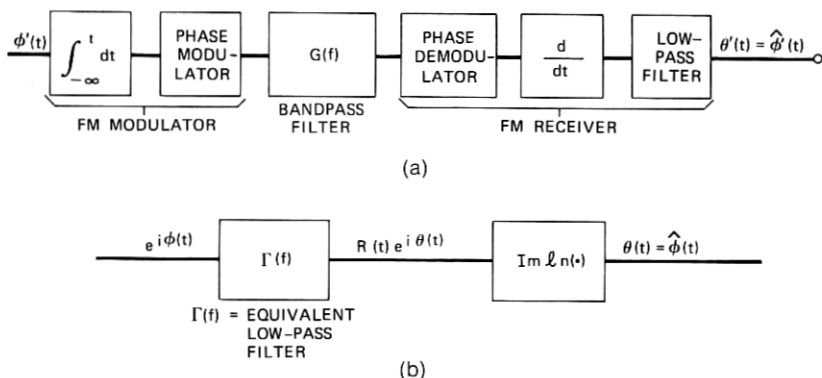 ϕ'(t)
∫ t −∞ dt
PHASE
MODU-
LATOR
G(f)
PHASE
DEMODU-
LATOR
d
dt
LOW-
PASS
FILTER
θ'(t) = ϕ̂'(t)
FM MODULATOR
BANDPASS
FILTER
FM RECEIVER
(a)
e^iϕ(t)
Γ(f)
R(t) e^iθ(t)
Im ℓn(•)
θ(t) = ϕ̂(t)
Γ(f) = EQUIVALENT
LOW-PASS
FILTER
(b)